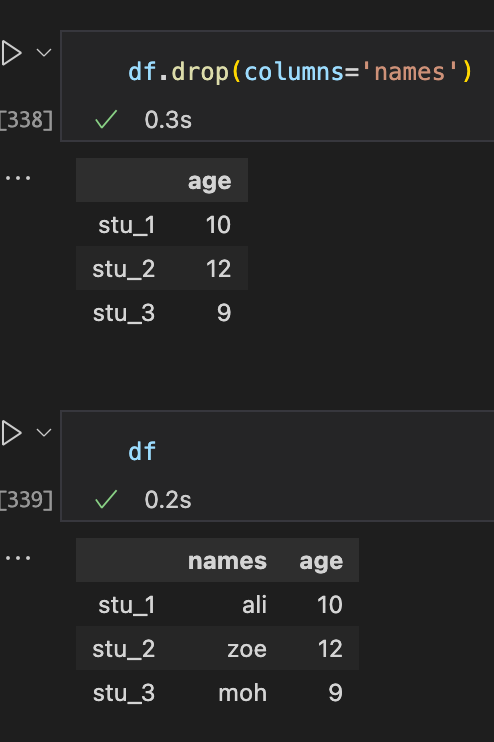 df.drop(columns='names')
[338]
0.3s
...
age
stu_1 10
stu_2 12
stu_3 9
df
[339]
0.2s
...
names age
stu_1 ali 10
stu_2 zoe 12
stu_3 moh 9